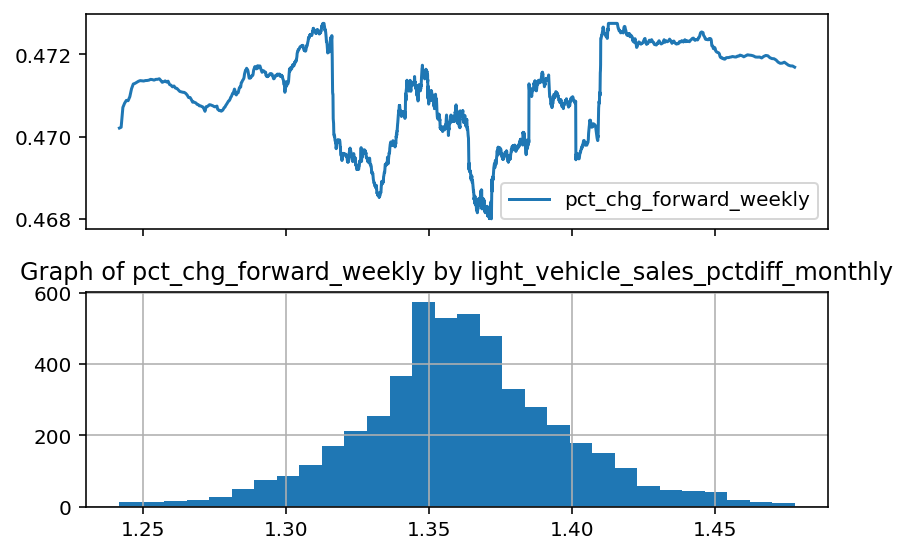 0.472
0.470
0.468
pct_chg_forward_weekly
Graph of pct_chg_forward_weekly by light_vehicle_sales_pctdiff_monthly
600
400
200
0
1.25 1.30 1.35 1.40 1.45